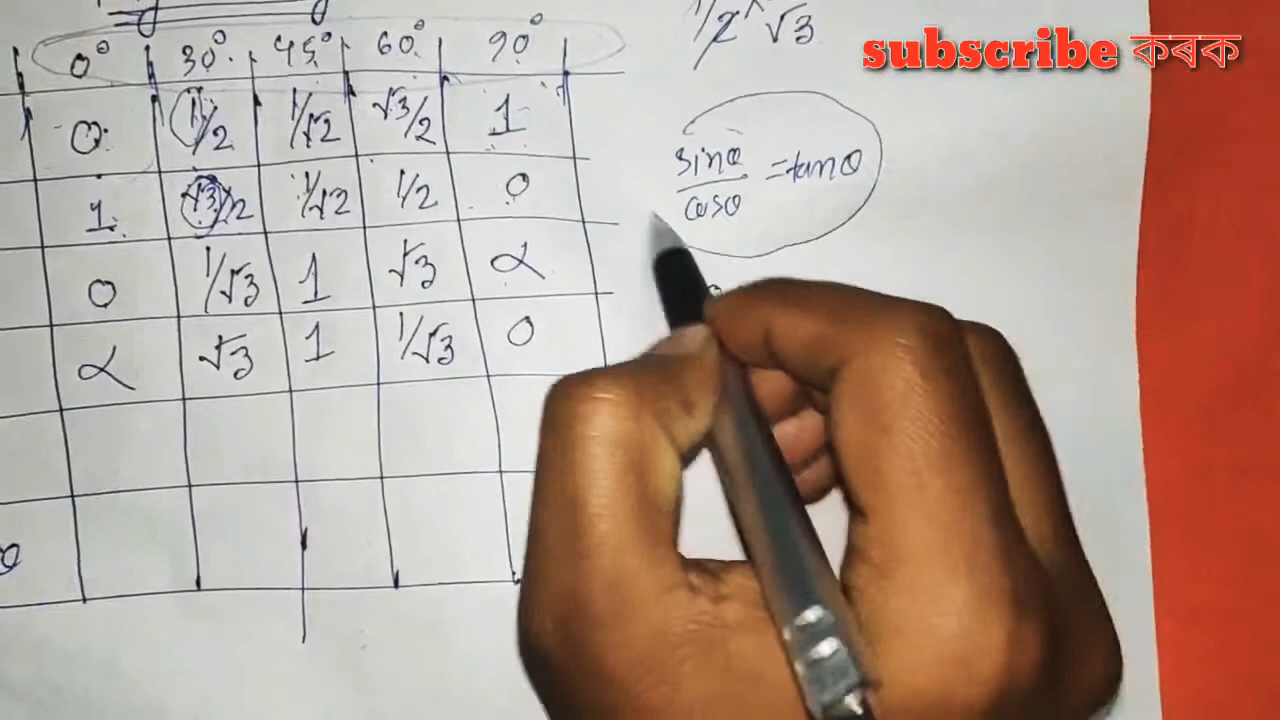 1/2 × √3
subscribe কৰক
0° 30° 45° 60° 90°
0 1/2 1/√2 √3/2 1
1 √3/2 1/√2 1/2 0
0 1/√3 1 √3 α
α √3 1 1/√3 0
θ
sinθ
cosθ
=tanθ